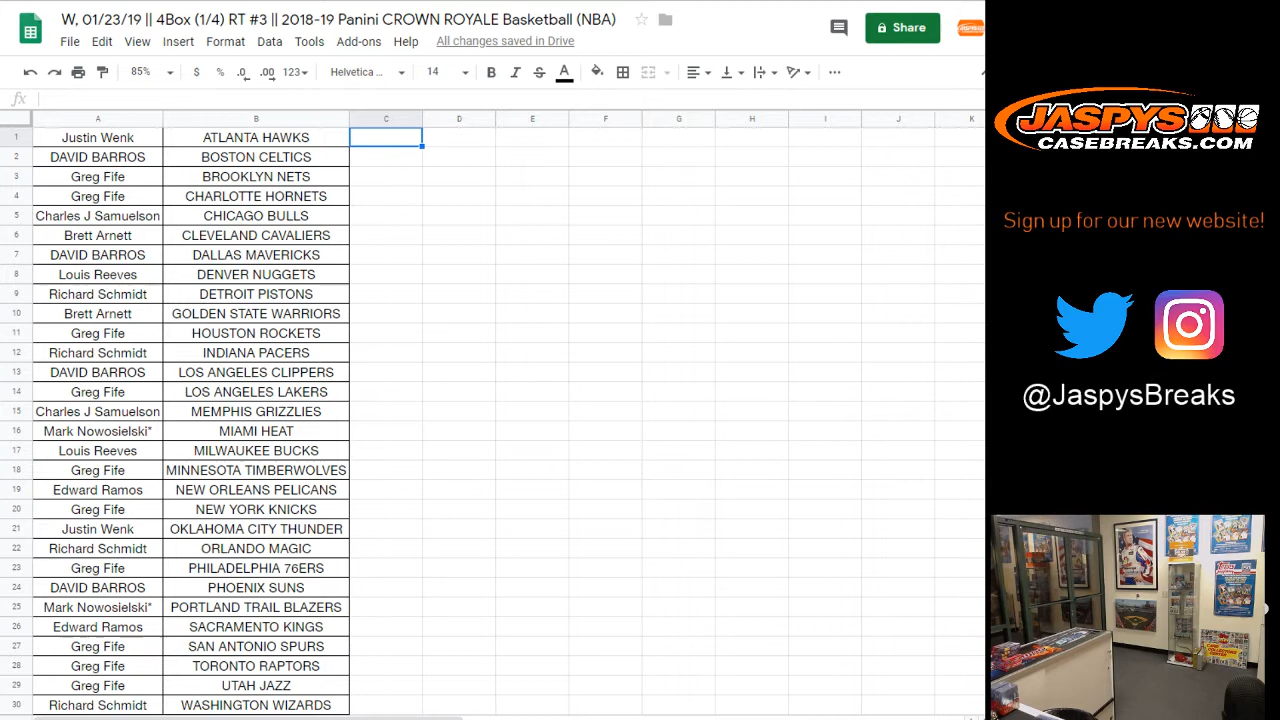 W, 01/23/19 || 4Box (1/4) RT #3 || 2018-19 Panini CROWN ROYALE Basketball (NBA)
File Edit View Insert Format Data Tools Add-ons Help All changes saved in Drive
Share
85% $ % .0 .00 123 Helvetica ... 14 B I S A
fx
A B C D E F G H I J K
1 Justin Wenk ATLANTA HAWKS
2 DAVID BARROS BOSTON CELTICS
3 Greg Fife BROOKLYN NETS
4 Greg Fife CHARLOTTE HORNETS
5 Charles J Samuelson CHICAGO BULLS
6 Brett Arnett CLEVELAND CAVALIERS
7 DAVID BARROS DALLAS MAVERICKS
8 Louis Reeves DENVER NUGGETS
9 Richard Schmidt DETROIT PISTONS
10 Brett Arnett GOLDEN STATE WARRIORS
11 Greg Fife HOUSTON ROCKETS
12 Richard Schmidt INDIANA PACERS
13 DAVID BARROS LOS ANGELES CLIPPERS
14 Greg Fife LOS ANGELES LAKERS
15 Charles J Samuelson MEMPHIS GRIZZLIES
16 Mark Nowosielski* MIAMI HEAT
17 Louis Reeves MILWAUKEE BUCKS
18 Greg Fife MINNESOTA TIMBERWOLVES
19 Edward Ramos NEW ORLEANS PELICANS
20 Greg Fife NEW YORK KNICKS
21 Justin Wenk OKLAHOMA CITY THUNDER
22 Richard Schmidt ORLANDO MAGIC
23 Greg Fife PHILADELPHIA 76ERS
24 DAVID BARROS PHOENIX SUNS
25 Mark Nowosielski* PORTLAND TRAIL BLAZERS
26 Edward Ramos SACRAMENTO KINGS
27 Greg Fife SAN ANTONIO SPURS
28 Greg Fife TORONTO RAPTORS
29 Greg Fife UTAH JAZZ
30 Richard Schmidt WASHINGTON WIZARDS
JASPYS
CASEBREAKS.COM
Sign up for our new website!
@JaspysBreaks